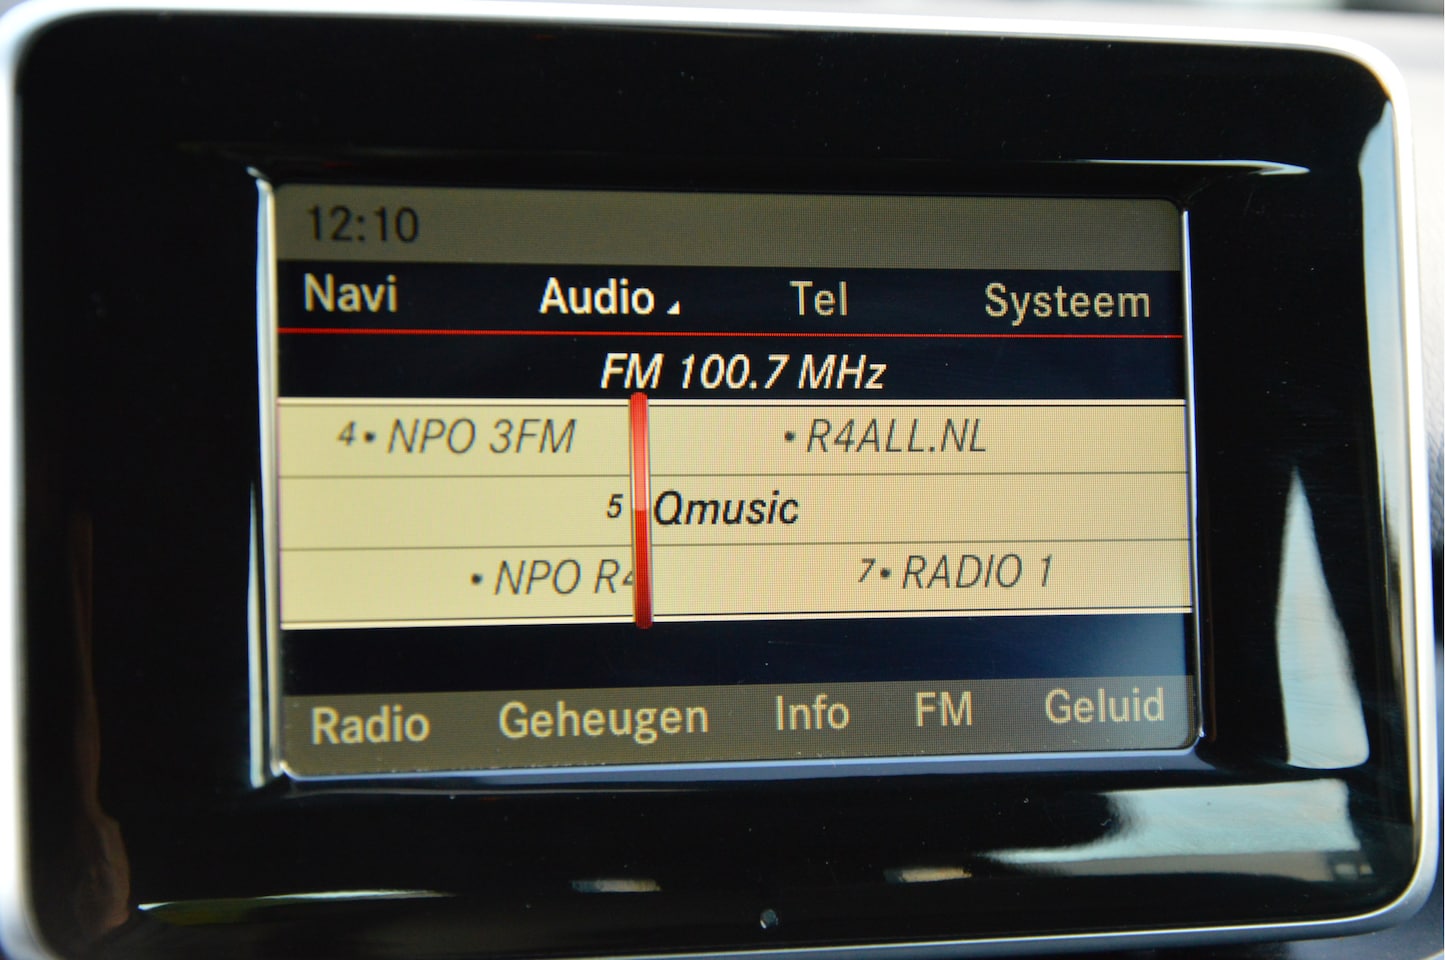 12:10
Navi Audio Tel Systeem
FM 100.7 MHz
4• NPO 3FM • R4ALL.NL
5 Qmusic
• NPO R4 7• RADIO 1
Radio Geheugen Info FM Geluid